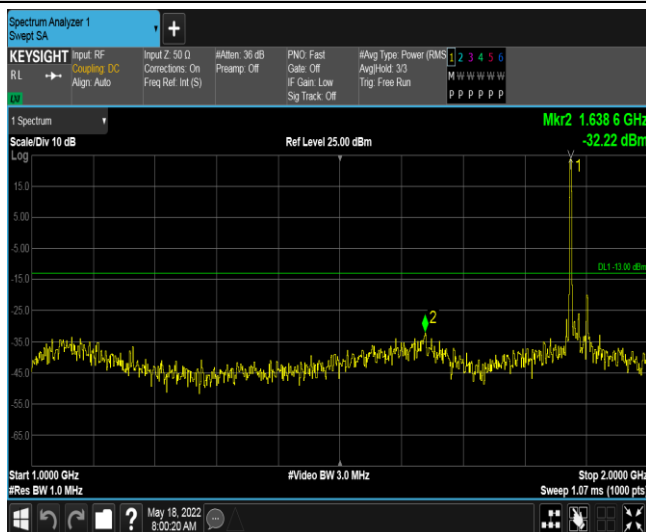 Spectrum Analyzer 1
Swept SA
+
KEYSIGHT Input: RF Input Z: 50 Ω #Atten: 36 dB PNO: Fast #Avg Type: Power (RMS 1 2 3 4 5 6
RL Coupling: DC Corrections: On Preamp: Off Gate: Off Avg|Hold: 3/3 M W W W W W
Align: Auto Freq Ref: Int (S) IF Gain: Low Trig: Free Run
Sig Track: Off P P P P P P
1 Spectrum Mkr2 1.638 6 GHz
Scale/Div 10 dB Ref Level 25.00 dBm -32.22 dBm
Log
1
15.0
5.00
-5.00
DL1 -13.00 dBm
-15.0
-25.0
2
-35.0
-45.0
-55.0
-65.0
Start 1.0000 GHz #Video BW 3.0 MHz Stop 2.0000 GHz
#Res BW 1.0 MHz Sweep 1.07 ms (1000 pts
? May 18, 2022
8:00:20 AM